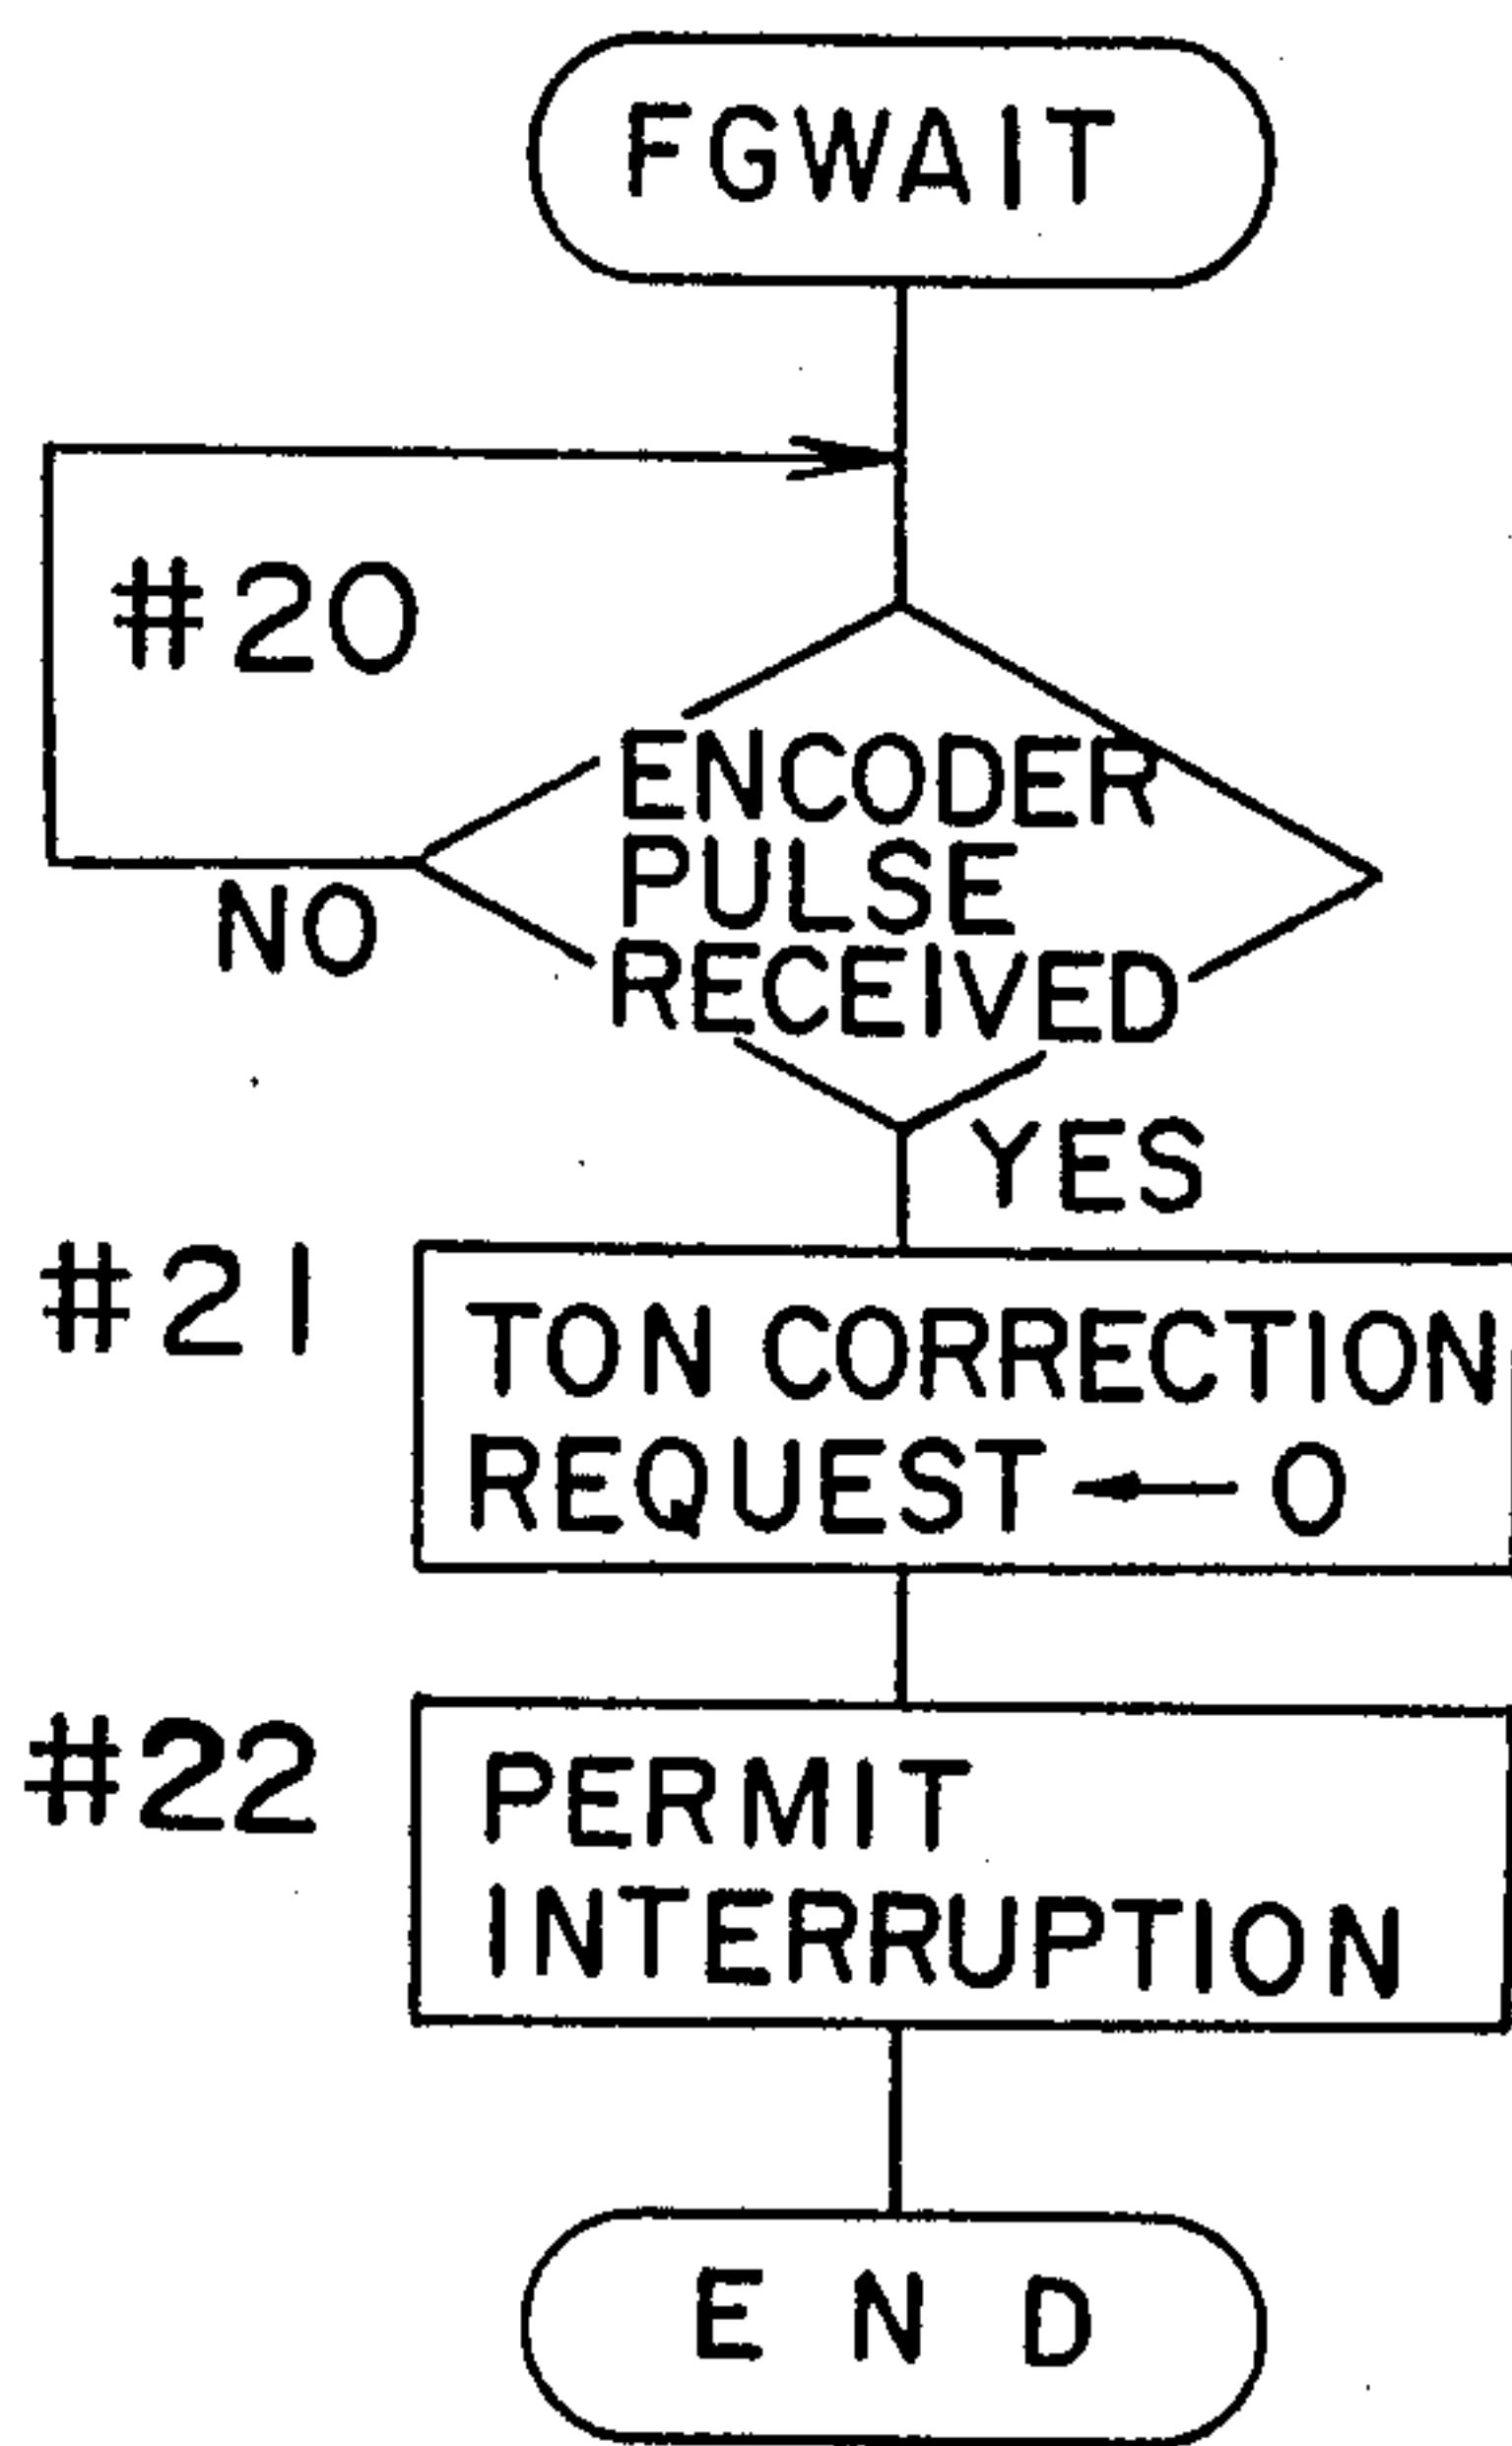 FGWAIT
#20
ENCODER
PULSE
RECEIVED
NO
YES
#21
TON CORRECTION
REQUEST ← 0
#22
PERMIT
INTERRUPTION
END